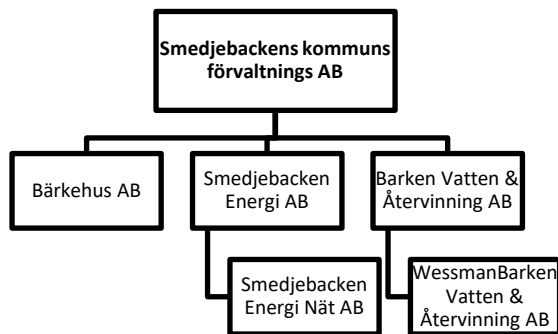 Smedjebackens kommuns
förvaltnings AB
Bärkehus AB
Smedjebacken
Energi AB
Barken Vatten &
Återvinning AB
Smedjebacken
Energi Nät AB
WessmanBarken
Vatten &
Återvinning AB